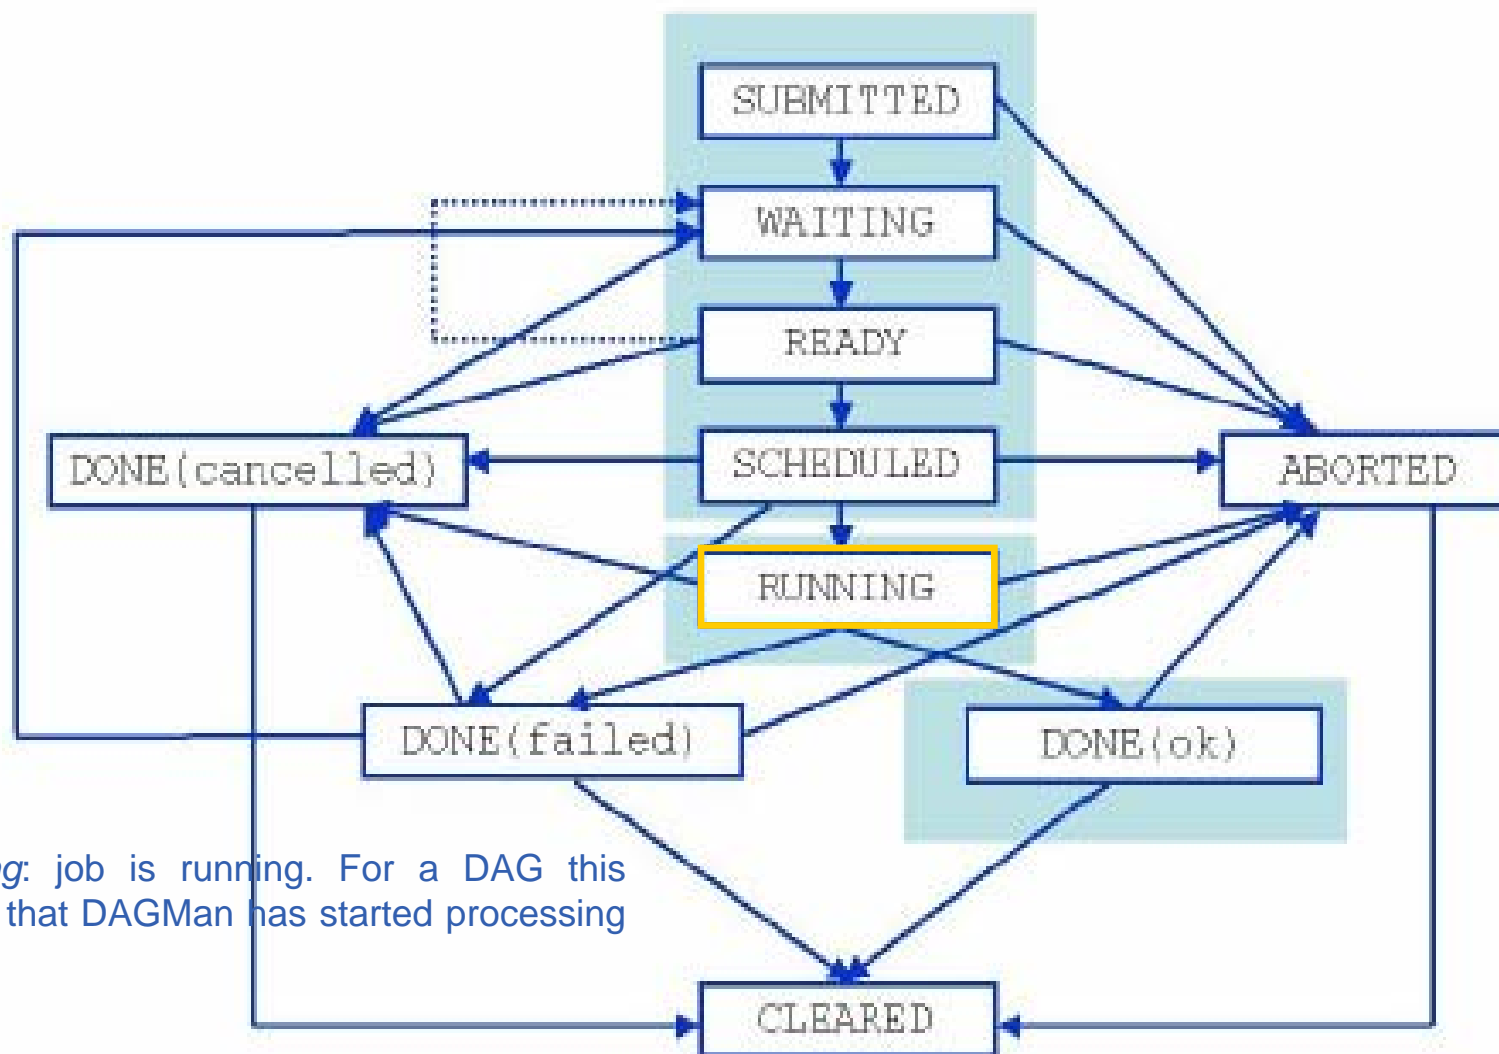 SUBMITTED
WAITING
READY
DONE(cancelled)
SCHEDULED
ABORTED
RUNNING
DONE(failed)
DONE(ok)
ng: job is running. For a DAG this
that DAGMan has started processing
CLEARED